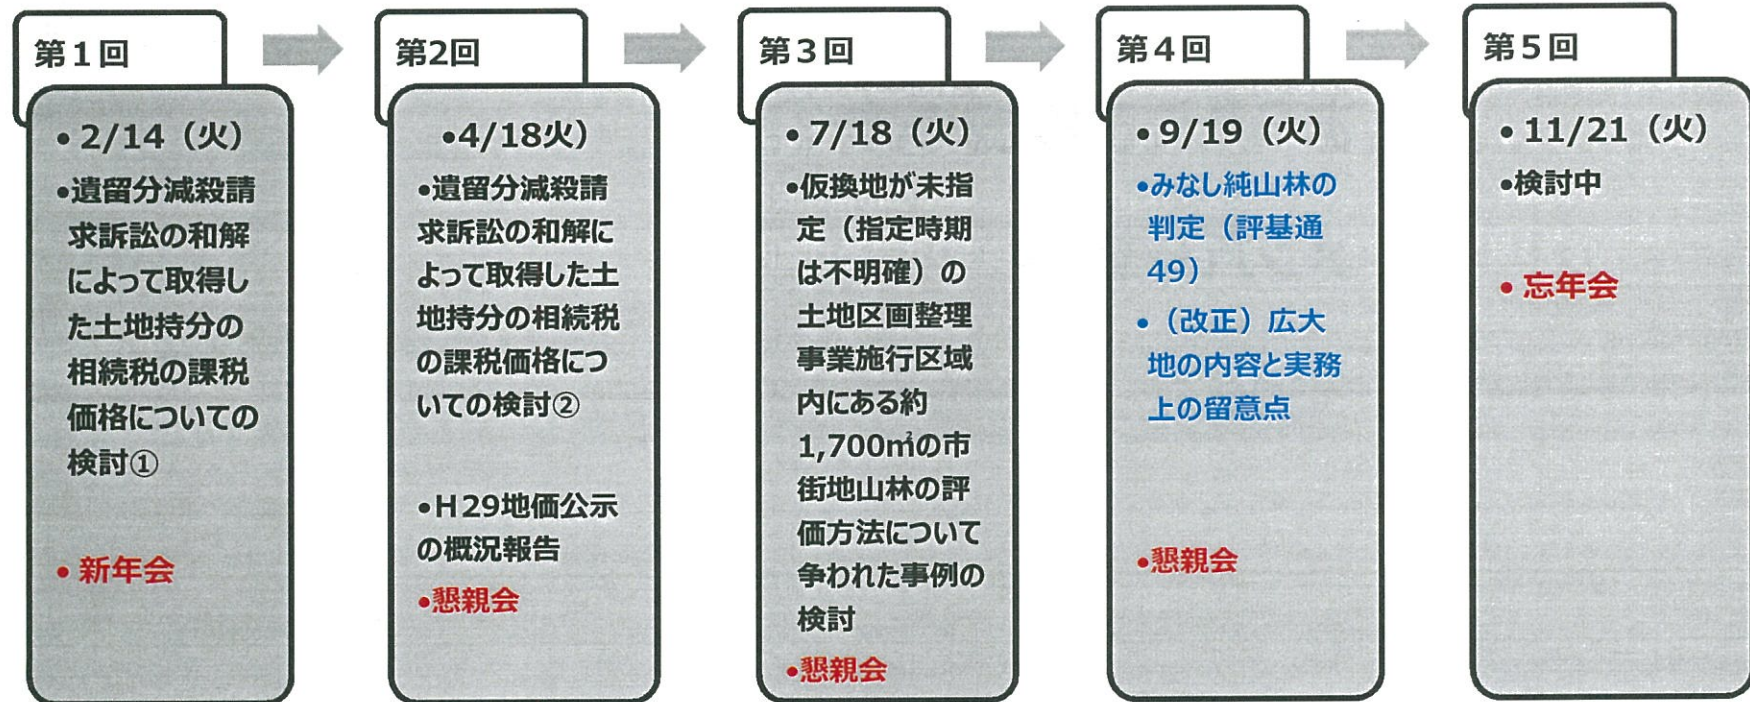 第１回
• 2/14（火）
•遺留分減殺請
求訴訟の和解
によって取得し
た土地持分の
相続税の課税
価格についての
検討①
• 新年会
第2回
•4/18火）
•遺留分減殺請
求訴訟の和解に
よって取得した土
地持分の相続税
の課税価格につ
いての検討②
•Ｈ29地価公示
の概況報告
•懇親会
第３回
• 7/18（火）
•仮換地が未指
定（指定時期
は不明確）の
土地区画整理
事業施行区域
内にある約
1,700㎡の市
街地山林の評
価方法について
争われた事例の
検討
•懇親会
第４回
• 9/19（火）
•みなし純山林の
判定（評基通
49）
•（改正）広大
地の内容と実務
上の留意点
•懇親会
第５回
• 11/21（火）
•検討中
• 忘年会